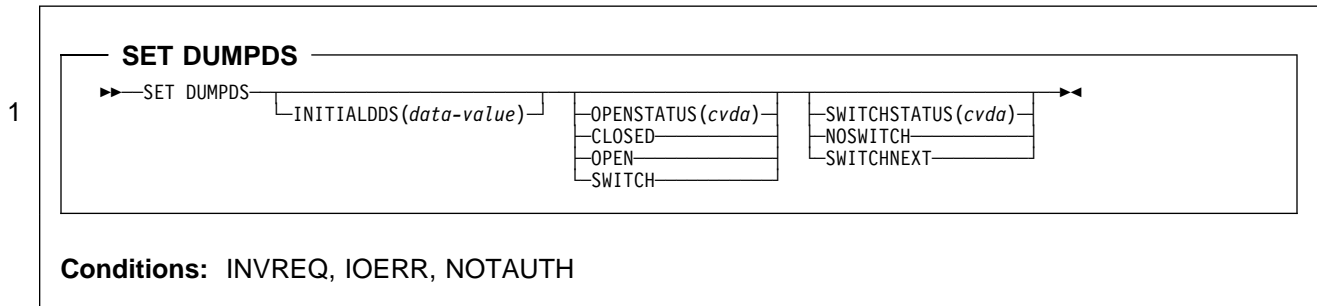 SET DUMPDS
1
SET DUMPDS
INITIALDDS(data-value)
OPENSTATUS(cvda)
CLOSED
OPEN
SWITCH
SWITCHSTATUS(cvda)
NOSWITCH
SWITCHNEXT
Conditions: INVREQ, IOERR, NOTAUTH